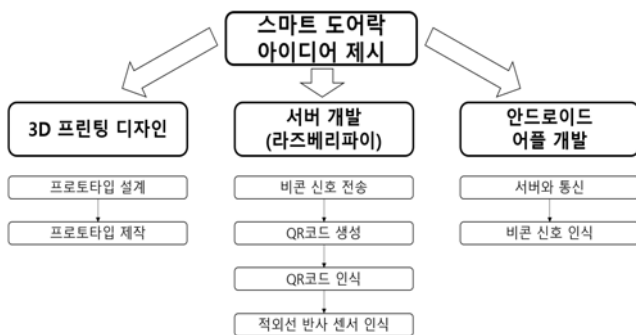 스마트 도어락
아이디어 제시
3D 프린팅 디자인
프로토타입 설계
프로토타입 제작
서버 개발
(라즈베리파이)
비콘 신호 전송
QR코드 생성
QR코드 인식
적외선 반사 센서 인식
안드로이드
어플 개발
서버와 통신
비콘 신호 인식